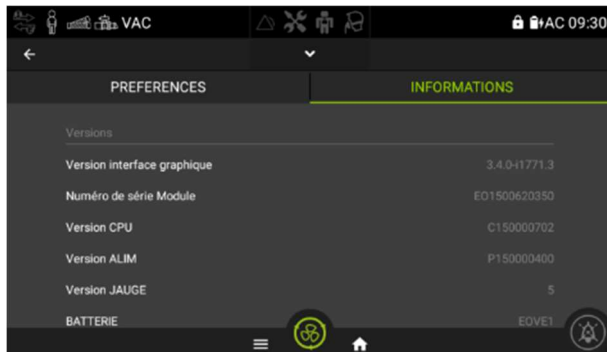 VAC
AC 09:30
PREFERENCES
INFORMATIONS
Versions
Version interface graphique
3.4.0-i1771.3
Numéro de série Module
EO1500620350
Version CPU
C150000702
Version ALIM
P150000400
Version JAUGE
5
BATTERIE
EOVE1